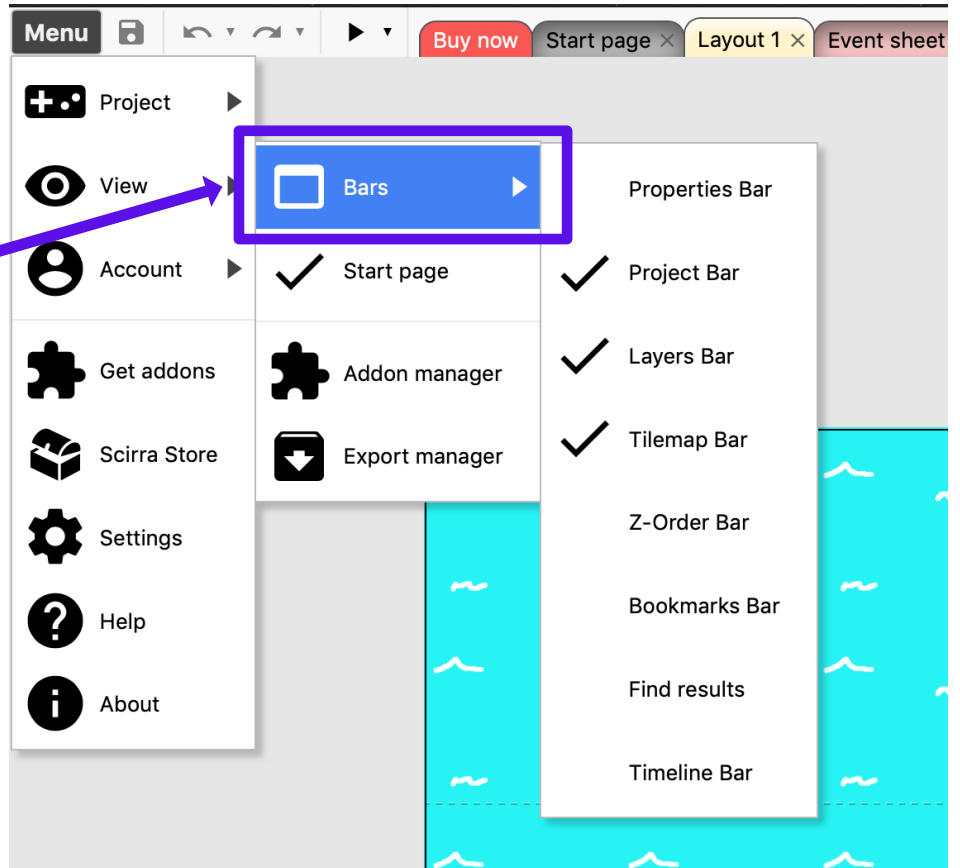 Menu
Buy now
Start page
Layout 1
Event sheet
Project
View
Account
Get addons
Scirra Store
Settings
Help
About
Bars
Start page
Addon manager
Export manager
Properties Bar
Project Bar
Layers Bar
Tilemap Bar
Z-Order Bar
Bookmarks Bar
Find results
Timeline Bar